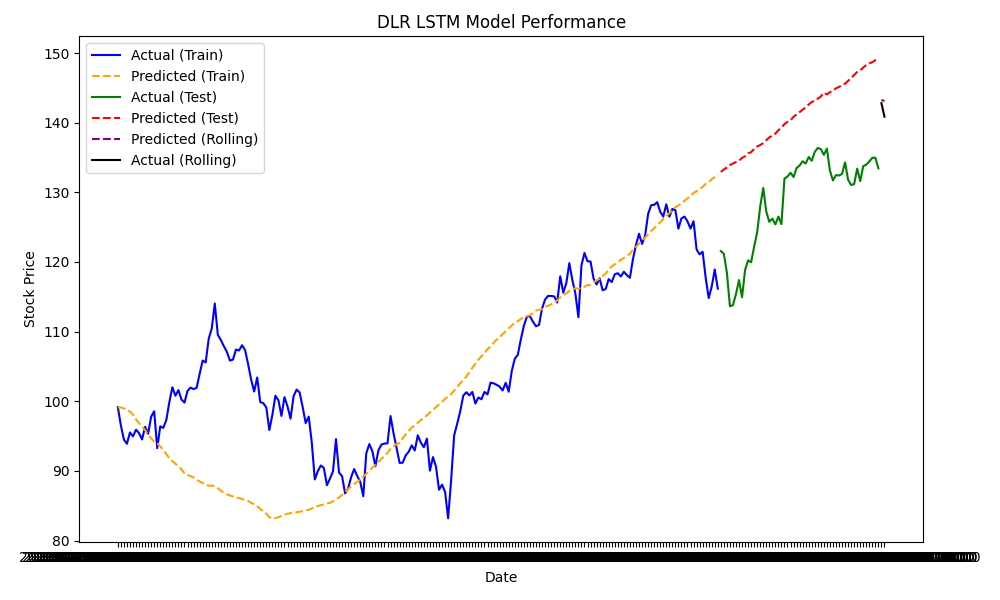 DLR LSTM Model Performance
Actual (Train)
Predicted (Train)
Actual (Test)
Predicted (Test)
Predicted (Rolling)
Actual (Rolling)
150
140
130
120
110
100
90
80
Stock Price
Date